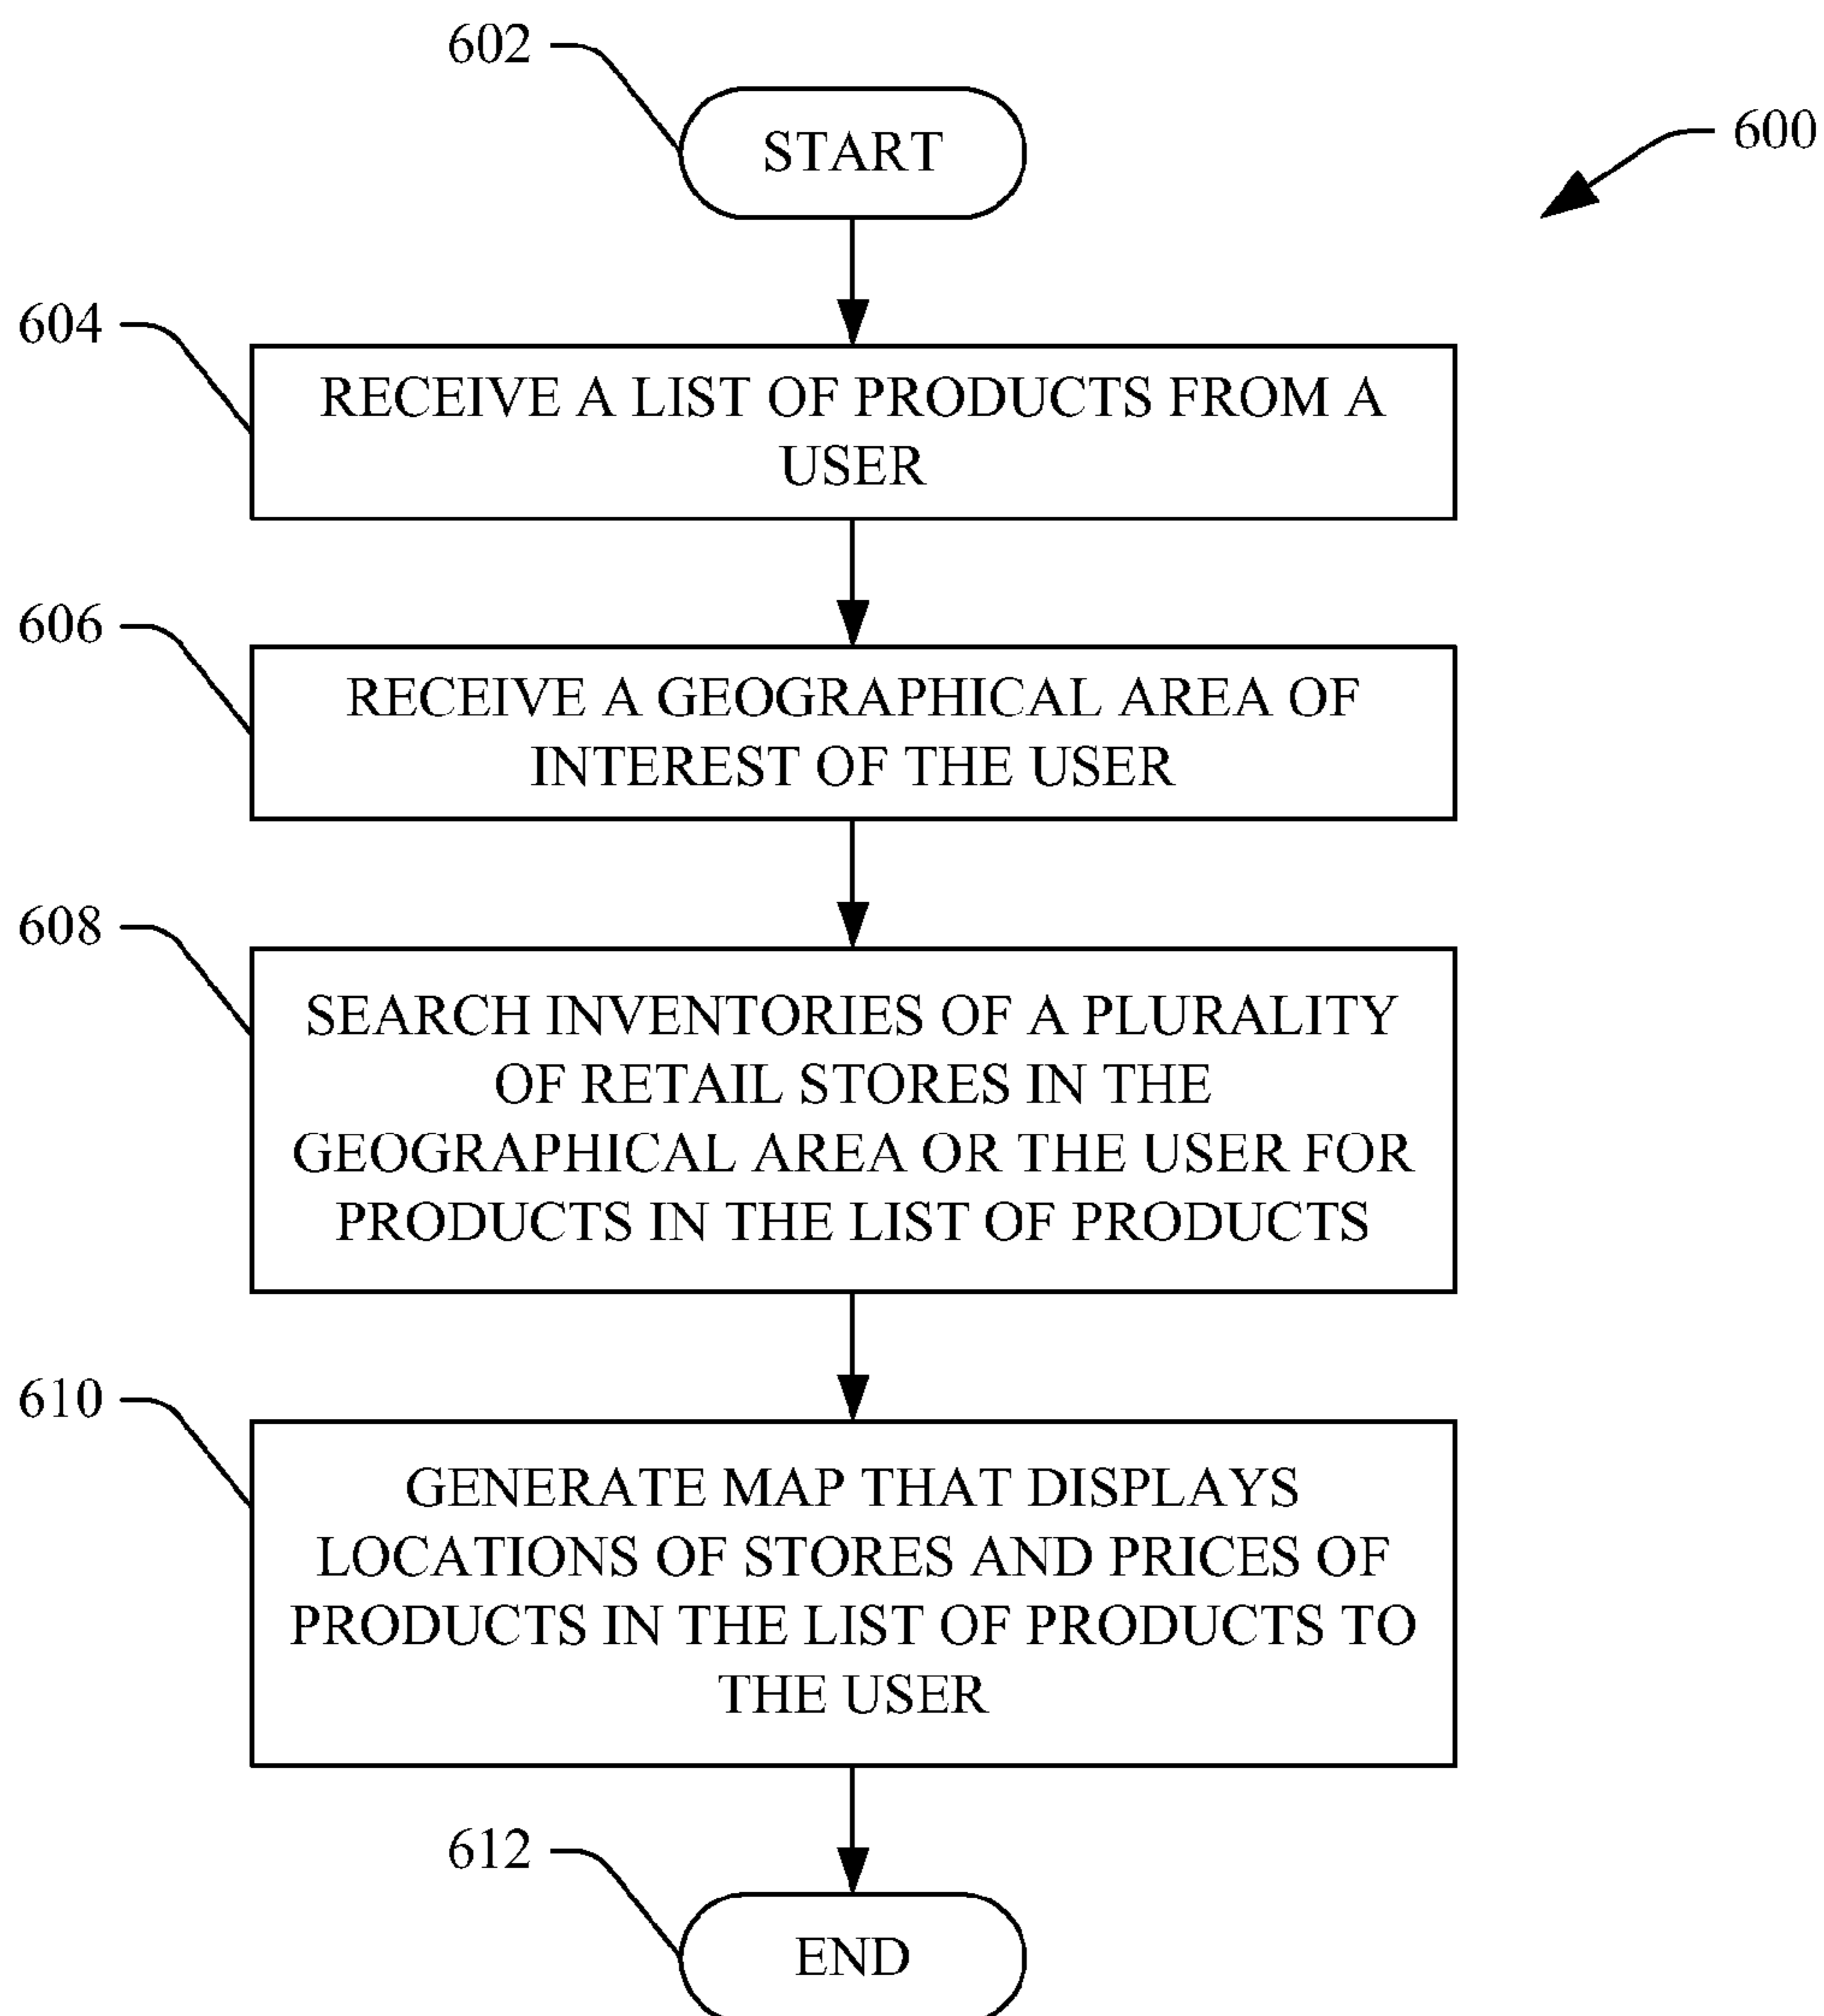 602
START
600
604
RECEIVE A LIST OF PRODUCTS FROM A
USER
606
RECEIVE A GEOGRAPHICAL AREA OF
INTEREST OF THE USER
608
SEARCH INVENTORIES OF A PLURALITY
OF RETAIL STORES IN THE
GEOGRAPHICAL AREA OR THE USER FOR
PRODUCTS IN THE LIST OF PRODUCTS
610
GENERATE MAP THAT DISPLAYS
LOCATIONS OF STORES AND PRICES OF
PRODUCTS IN THE LIST OF PRODUCTS TO
THE USER
612
END